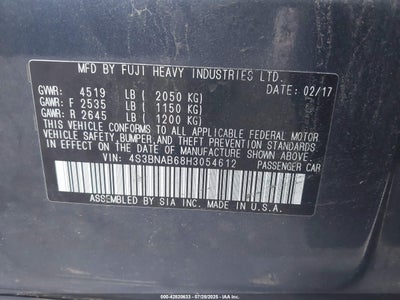 MFD BY FUJI HEAVY INDUSTRIES LTD.
DATE: 02/17
GVWR: 4519 LB ( 2050 KG)
GAWR: F 2535 LB ( 1150 KG)
GAWR: R 2645 LB ( 1200 KG)
THIS VEHICLE CONFORMS TO ALL APPLICABLE FEDERAL MOTOR
VEHICLE SAFETY, BUMPER, AND THEFT PREVENTION STANDARDS
IN EFFECT ON THE DATE OF MANUFACTURE SHOWN ABOVE.
VIN: 4S3BNAB68H3054612
PASSENGER CAR
ASSEMBLED BY SIA INC. MADE IN U.S.A.
000-42820633 - 07/28/2025 - IAA Inc.